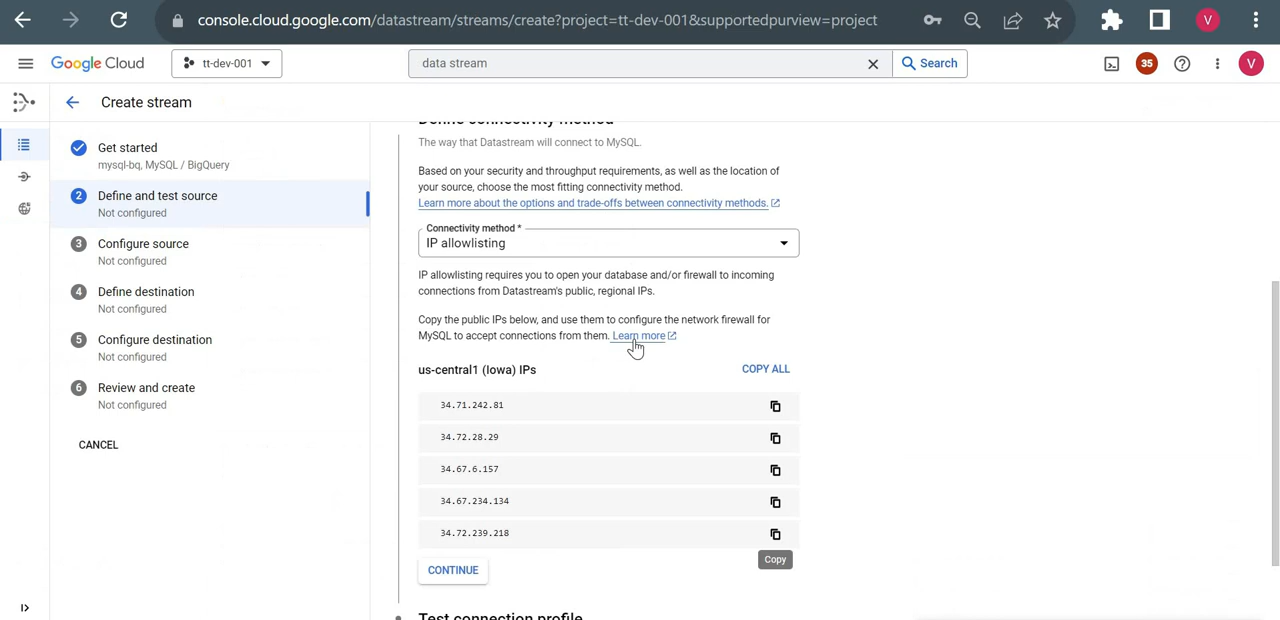 console.cloud.google.com/datastream/streams/create?project=tt-dev-001&supportedpurview=project
V
Google Cloud
tt-dev-001
data stream
Search
35
V
Create stream
Get started
mysql-bq, MySQL / BigQuery
2
Define and test source
Not configured
3
Configure source
Not configured
4
Define destination
Not configured
5
Configure destination
Not configured
6
Review and create
Not configured
CANCEL
Define connectivity method
The way that Datastream will connect to MySQL.
Based on your security and throughput requirements, as well as the location of
your source, choose the most fitting connectivity method.
Learn more about the options and trade-offs between connectivity methods.
Connectivity method *
IP allowlisting
IP allowlisting requires you to open your database and/or firewall to incoming
connections from Datastream's public, regional IPs.
Copy the public IPs below, and use them to configure the network firewall for
MySQL to accept connections from them. Learn more
us-central1 (Iowa) IPs
COPY ALL
34.71.242.81
34.72.28.29
34.67.6.157
34.67.234.134
34.72.239.218
Copy
CONTINUE
Test connection profile